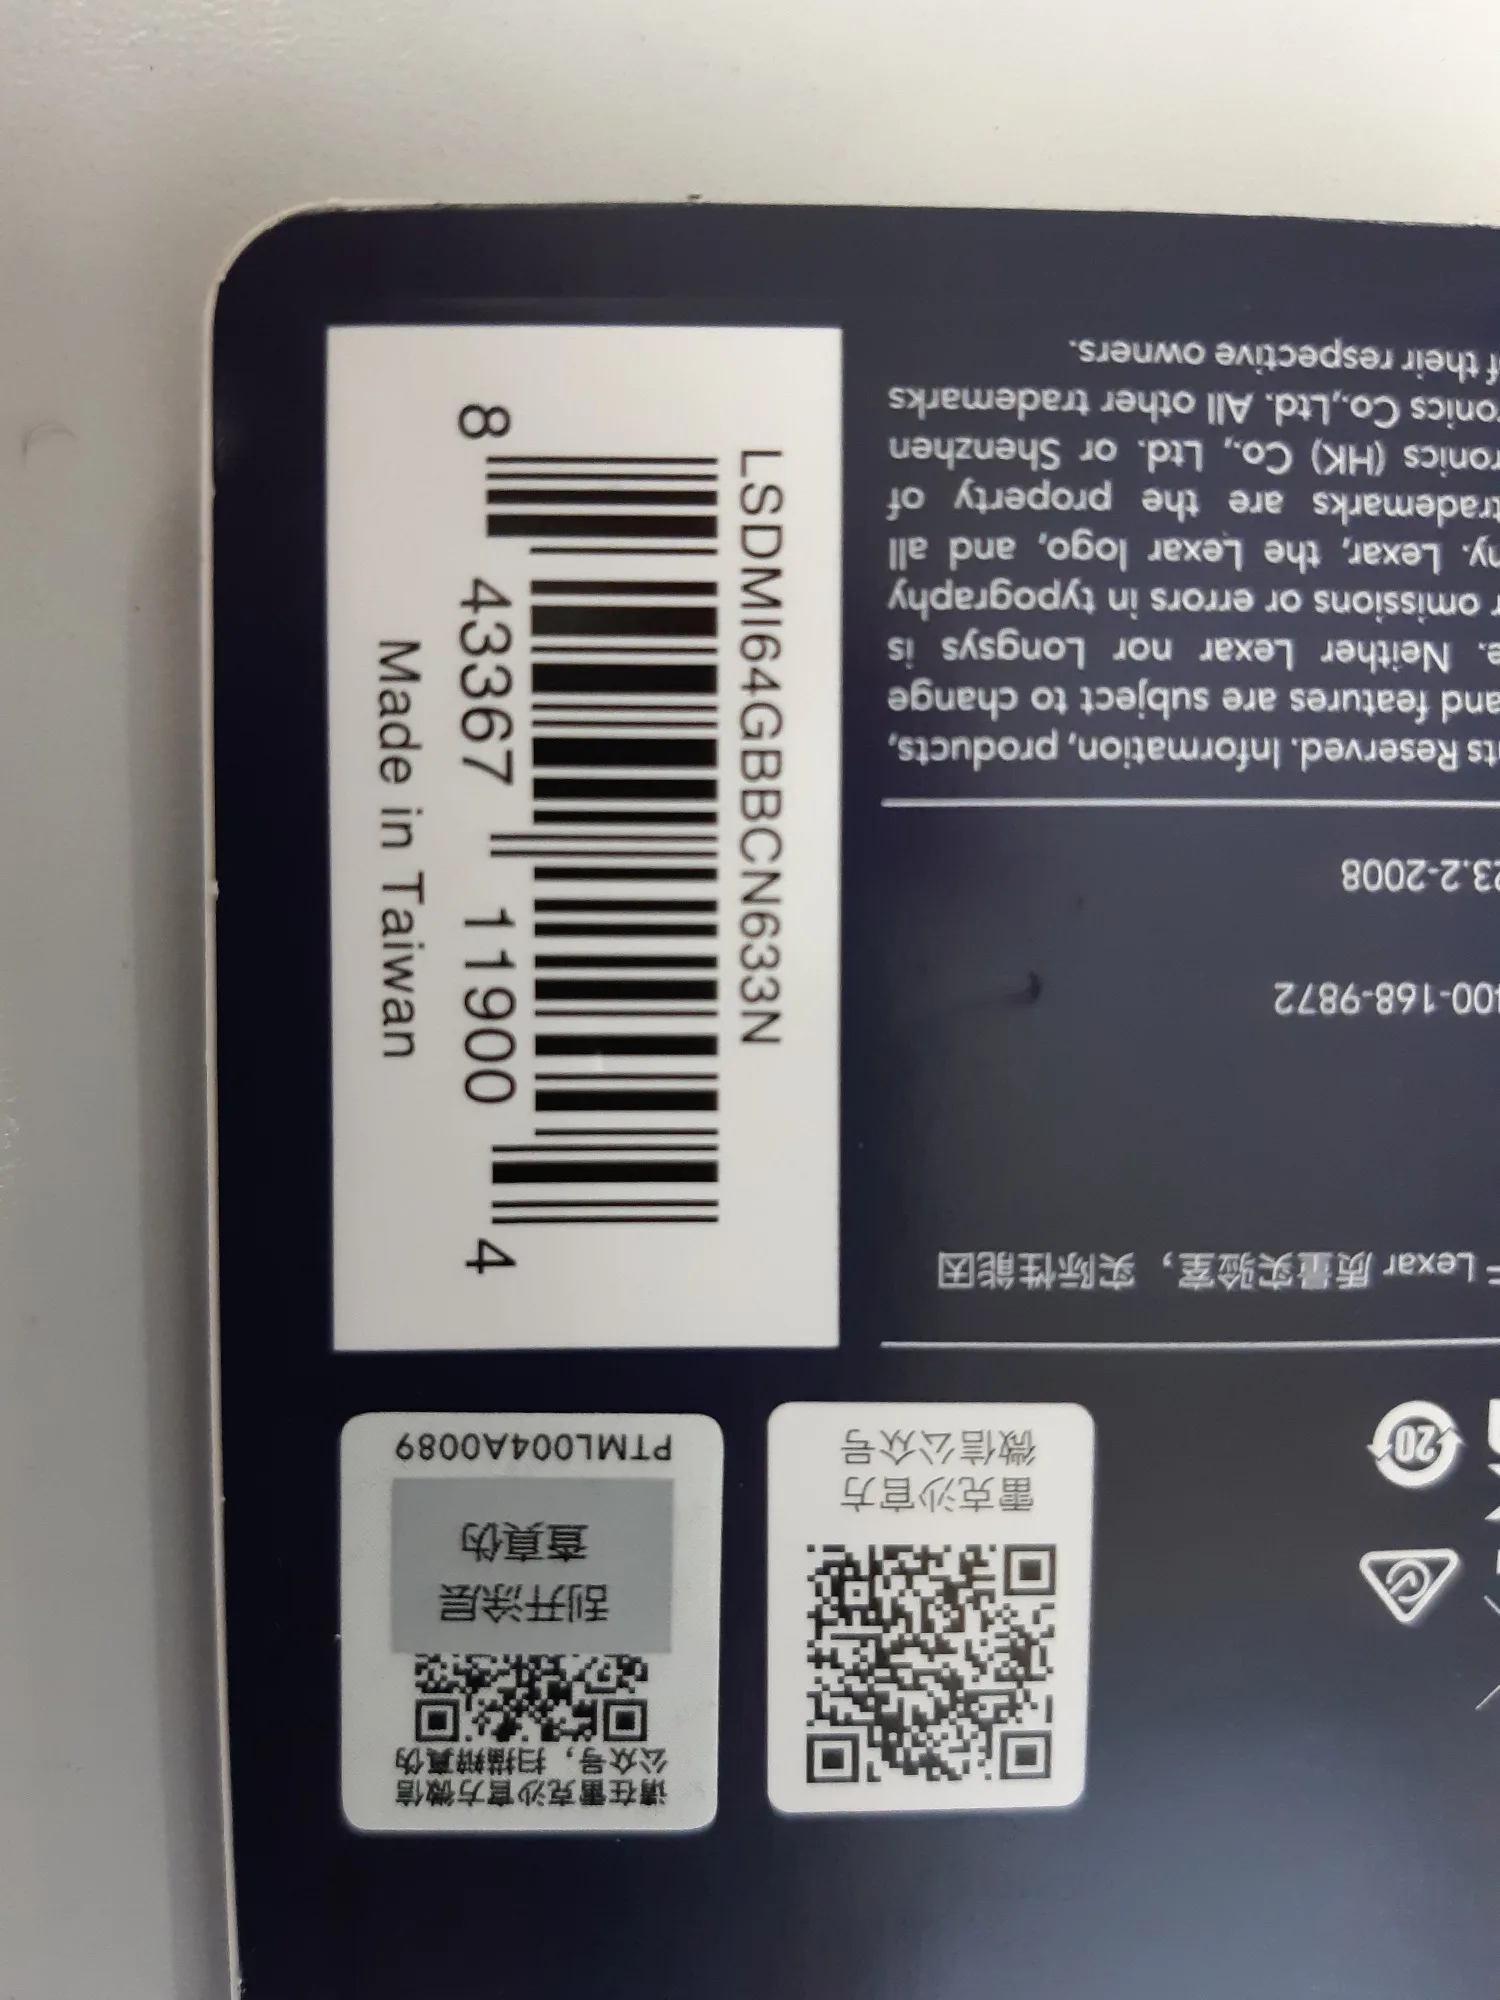 LSDMI64GBBCN633N
8 43367 11900 4
Made in Taiwan
请在雷克沙官方微信
公众号，扫描辩真伪
刮开涂层
查真伪
PTML004A0089
雷克沙官方
微信公众号
20
Lexar 质量实验室，实际性能因
00-168-9872
23.2-2008
ts Reserved. Information, products,
and features are subject to change
e. Neither Lexar nor Longsys is
r omissions or errors in typography
ny. Lexar, the Lexar logo, and all
trademarks are the property of
ronics (HK) Co., Ltd. or Shenzhen
ronics Co.,Ltd. All other trademarks
f their respective owners.